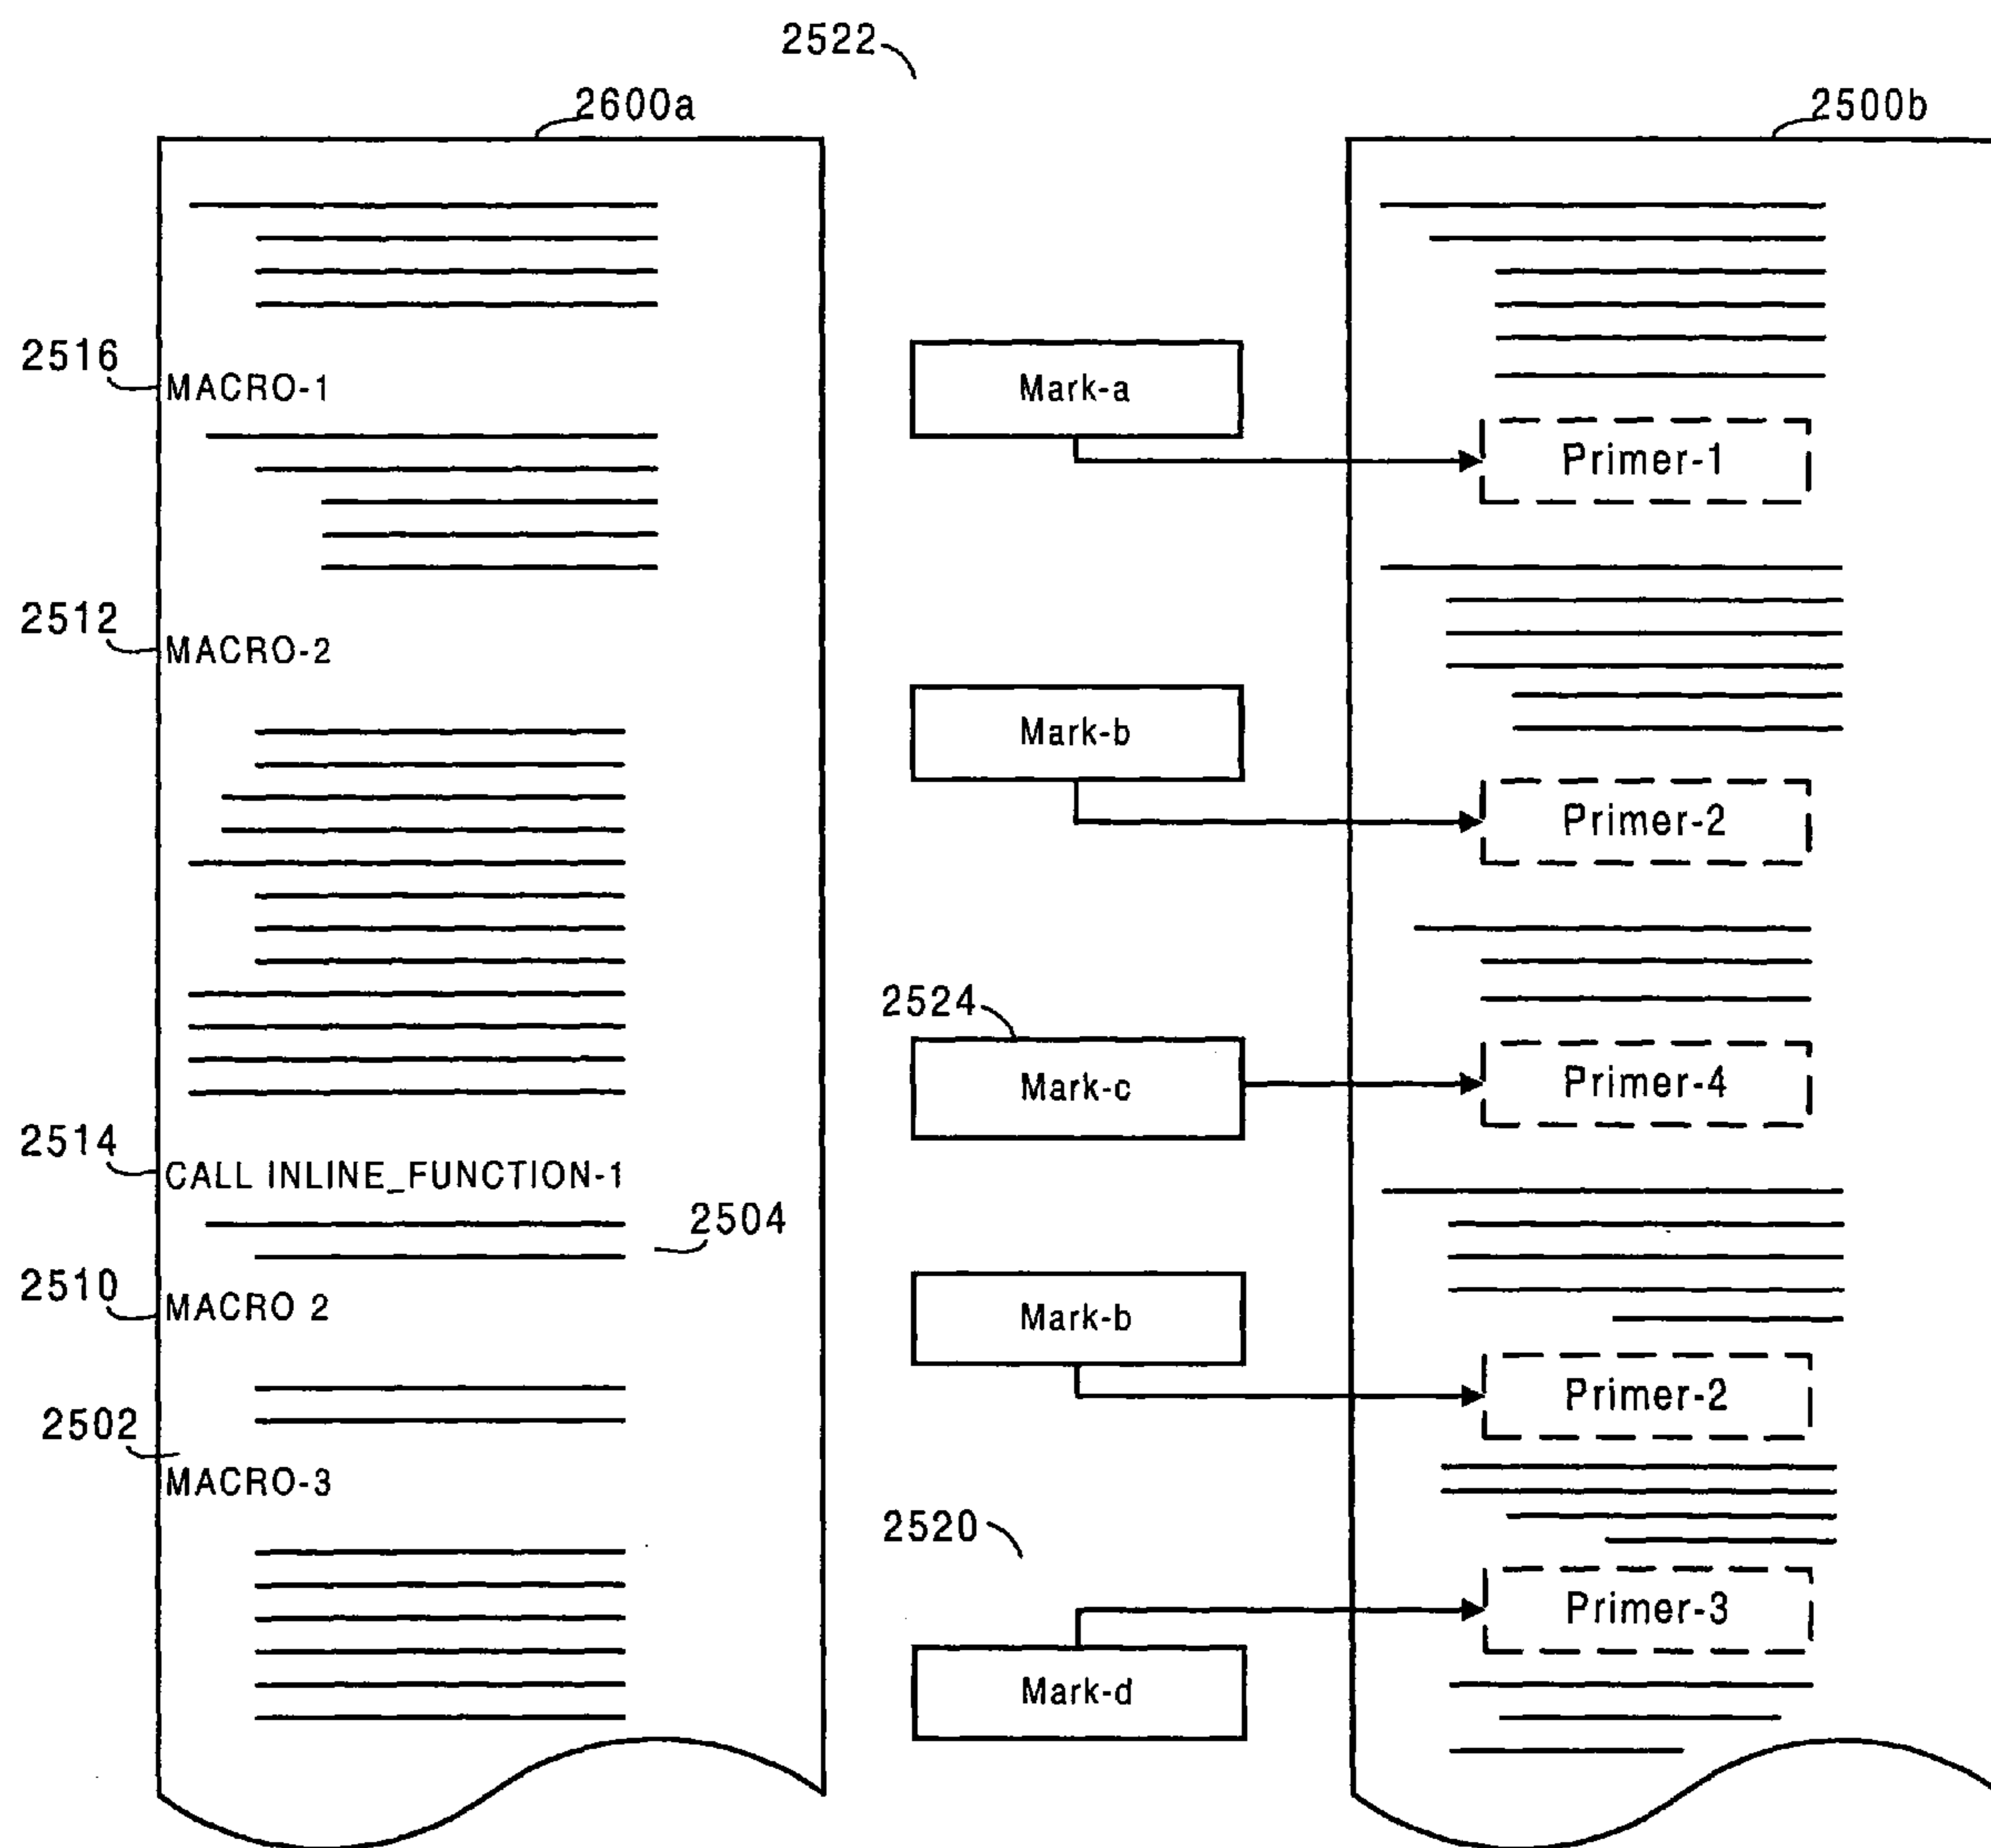 2522
2600a
2500b
2516
MACRO-1
Mark-a
Primer-1
2512
MACRO-2
Mark-b
Primer-2
2524
Mark-c
Primer-4
2514
CALL INLINE_FUNCTION-1
2504
2510
MACRO 2
Mark-b
Primer-2
2502
MACRO-3
2520
Primer-3
Mark-d